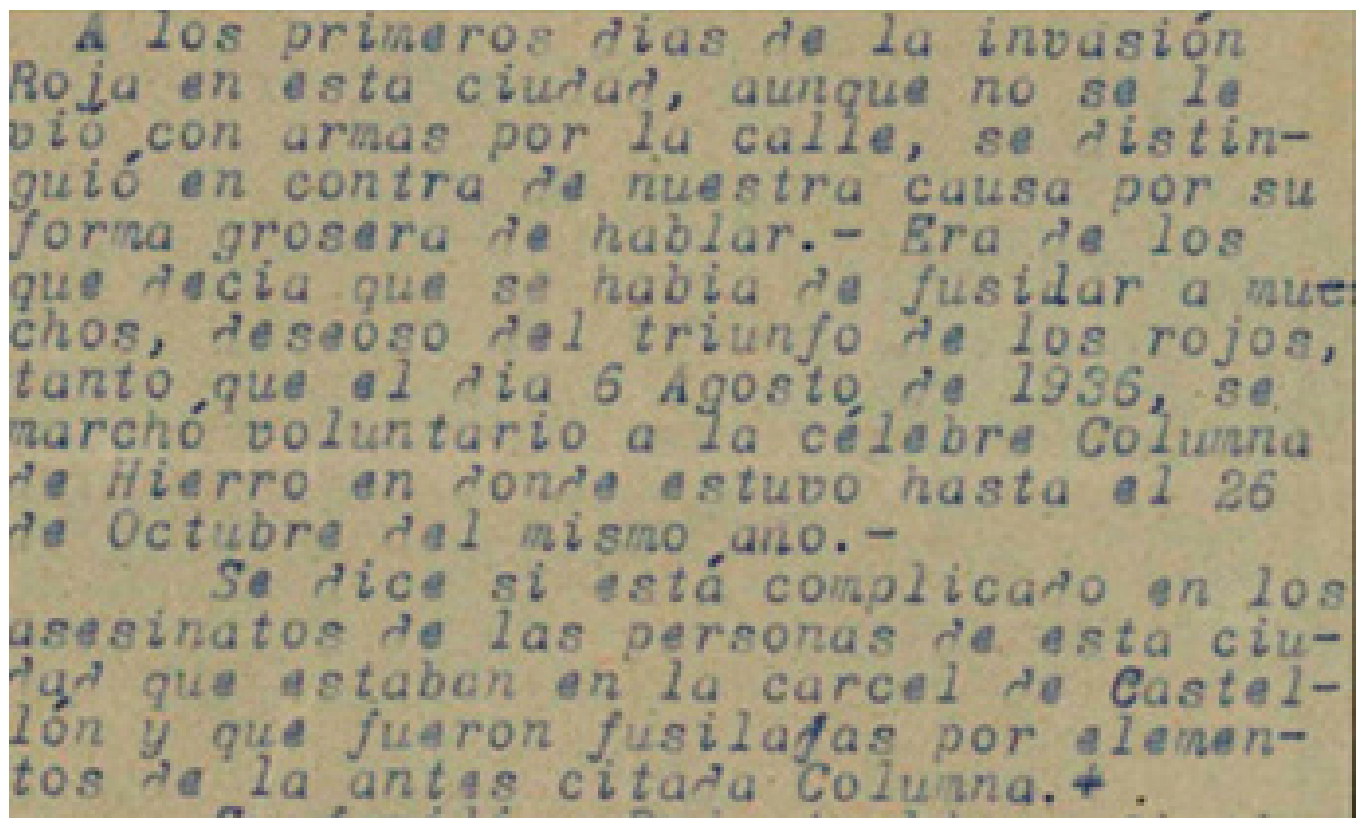 A los primeros dias de la invasión
Roja en esta ciudad, aunque no se le
vió con armas por la calle, se distin-
guió en contra de nuestra causa por su
forma grosera de hablar.- Era de los
que decía que se habia de fusidar a muc
chos, deseoso del triunfo de los rojos,
tanto que el dia 6 Agosto de 1936, se
marchó voluntario a la célebre Columna
de Hierro en donde estuvo hasta el 26
de Octubre del mismo año.-
Se dice si está complicado en los
asesinatos de las personas de esta ciu-
dad que estaban en la carcel de Castel-
lón y que fueron fusiladas por elemen-
tos de la antes citada Columna.+